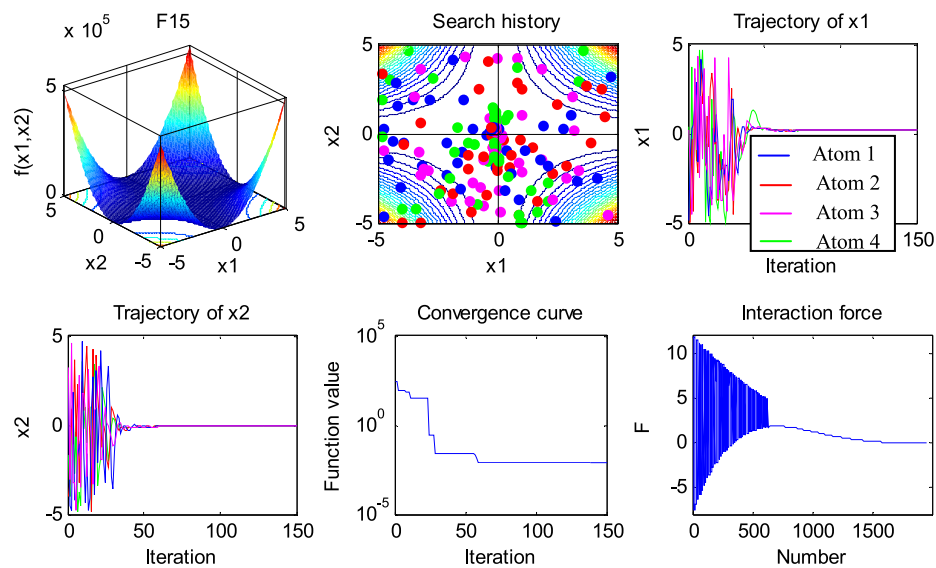 x 10^5
F15
5
0
f(x1,x2)
5
0
-5
x2
-5
0
5
x1
Search history
5
0
-5
x2
-5
0
5
x1
Trajectory of x1
5
0
-5
x1
0
150
Iteration
Atom 1
Atom 2
Atom 3
Atom 4
Trajectory of x2
5
0
-5
x2
0
50
100
150
Iteration
Convergence curve
10^5
10^0
10^-5
Function value
0
50
100
150
Iteration
Interaction force
10
5
0
-5
F
0
500
1000
1500
Number